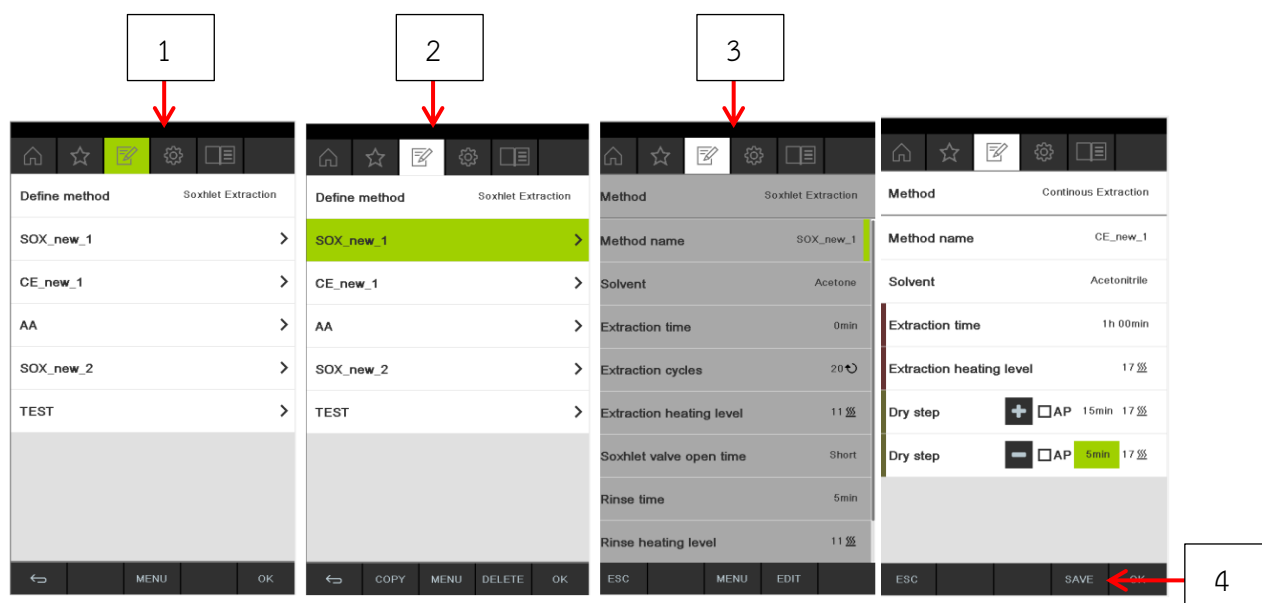 1
2
3
Define method Soxhlet Extraction
SOX_new_1
CE_new_1
AA
SOX_new_2
TEST
MENU OK
Define method Soxhlet Extraction
SOX_new_1
CE_new_1
AA
SOX_new_2
TEST
COPY MENU DELETE OK
Method Soxhlet Extraction
Method name SOX_new_1
Solvent Acetone
Extraction time 0min
Extraction cycles 20
Extraction heating level 11
Soxhlet valve open time Short
Rinse time 5min
Rinse heating level 11
ESC MENU EDIT
Method Continous Extraction
Method name CE_new_1
Solvent Acetonitrile
Extraction time 1h 00min
Extraction heating level 17
Dry step + AP 15min 17
Dry step - AP 5min 17
ESC SAVE OK
4